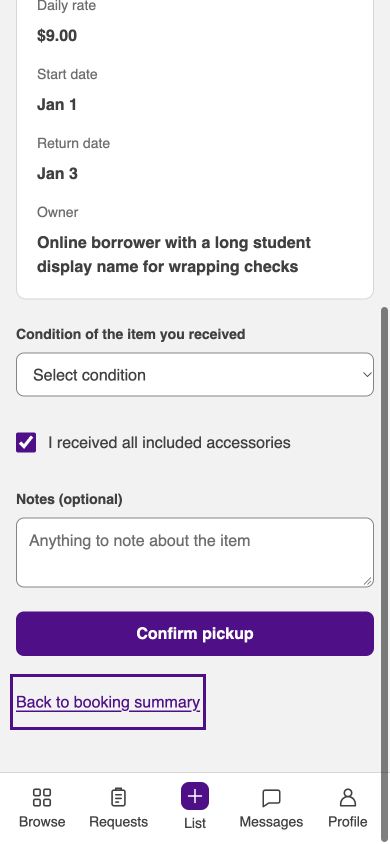 Daily rate
$9.00
Start date
Jan 1
Return date
Jan 3
Owner
Online borrower with a long student
display name for wrapping checks
Condition of the item you received
Select condition
I received all included accessories
Notes (optional)
Anything to note about the item
Confirm pickup
Back to booking summary
Browse
Requests
List
Messages
Profile